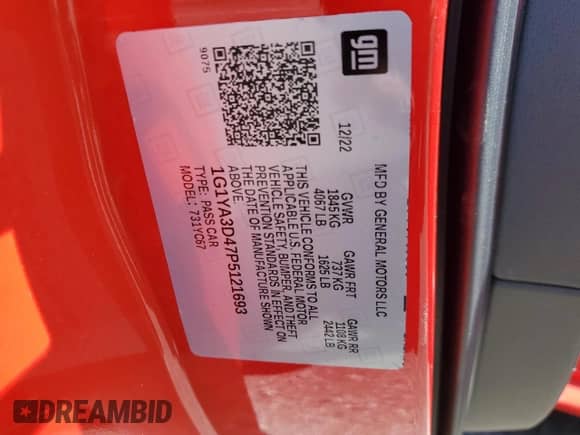 gm
MFD BY GENERAL MOTORS LLC
12/22
GVWR GAWR FRT GAWR RR
1845 KG 737 KG 1108 KG
4067 LB 1625 LB 2442 LB
THIS VEHICLE CONFORMS TO ALL
APPLICABLE U.S. FEDERAL MOTOR
VEHICLE SAFETY, BUMPER, AND THEFT
PREVENTION STANDARDS IN EFFECT ON
THE DATE OF MANUFACTURE SHOWN
ABOVE.
1G1YA3D47P5121693
TYPE: PASS CAR
MODEL: 731YC67
9075
DREAMBID